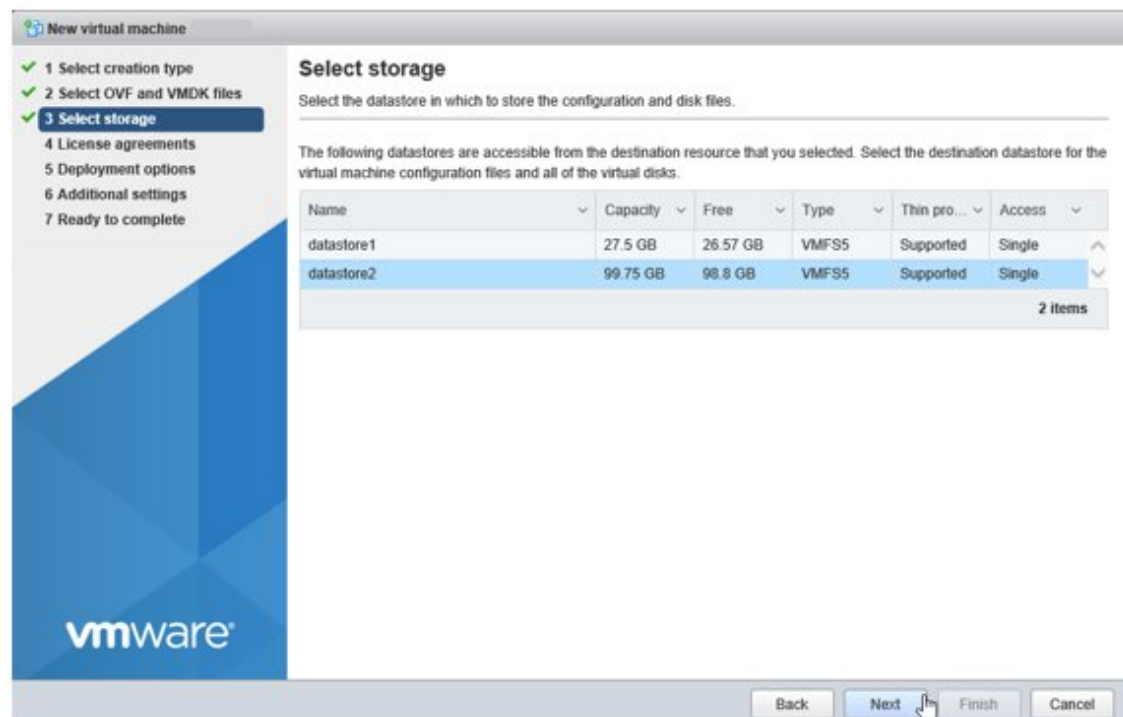 New virtual machine
1 Select creation type
2 Select OVF and VMDK files
3 Select storage
4 License agreements
5 Deployment options
6 Additional settings
7 Ready to complete
Select storage
Select the datastore in which to store the configuration and disk files.
The following datastores are accessible from the destination resource that you selected. Select the destination datastore for the
virtual machine configuration files and all of the virtual disks.
Name Capacity Free Type Thin pro... Access
datastore1 27.5 GB 26.57 GB VMFS5 Supported Single
datastore2 99.75 GB 98.8 GB VMFS5 Supported Single
2 items
vmware
Back Next Finish Cancel